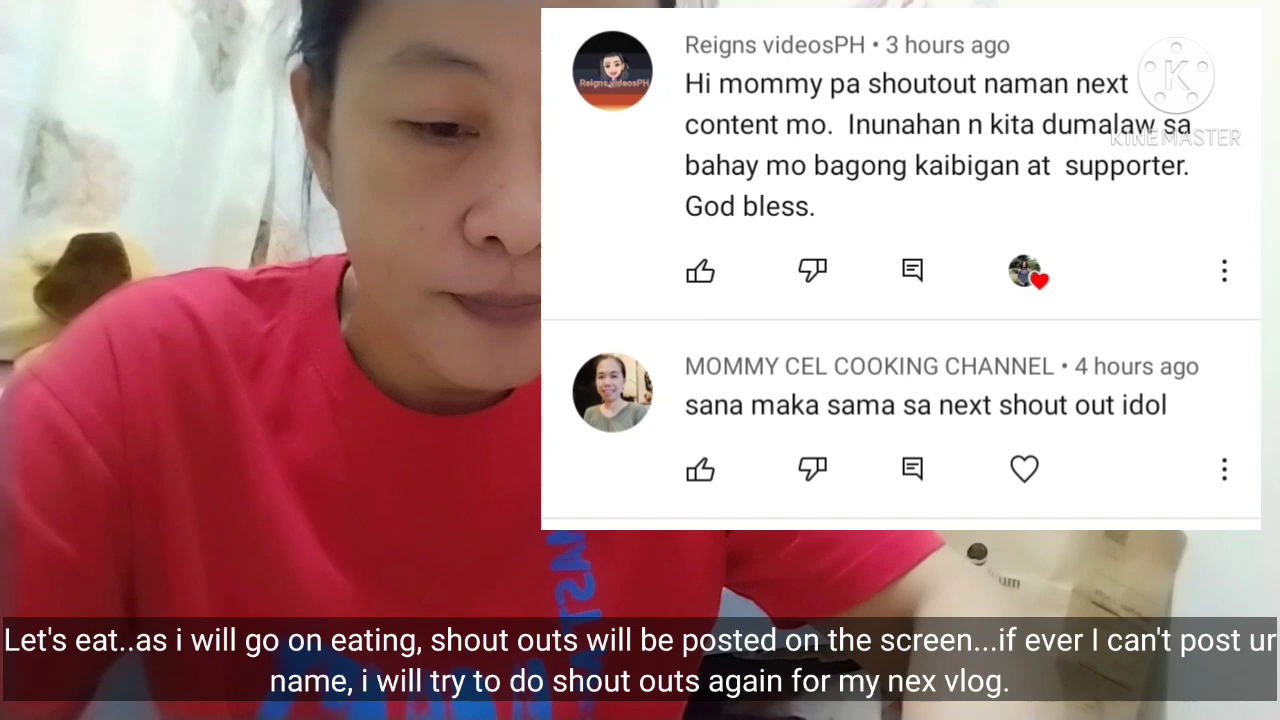 Reigns videosPH • 3 hours ago
Hi mommy pa shoutout naman next
content mo.  Inunahan n kita dumalaw sa
bahay mo bagong kaibigan at  supporter.
God bless.
Reigns videosPH
K
KINEMASTER
MOMMY CEL COOKING CHANNEL • 4 hours ago
sana maka sama sa next shout out idol
um
Let's eat..as i will go on eating, shout outs will be posted on the screen...if ever I can't post ur
name, i will try to do shout outs again for my nex vlog.